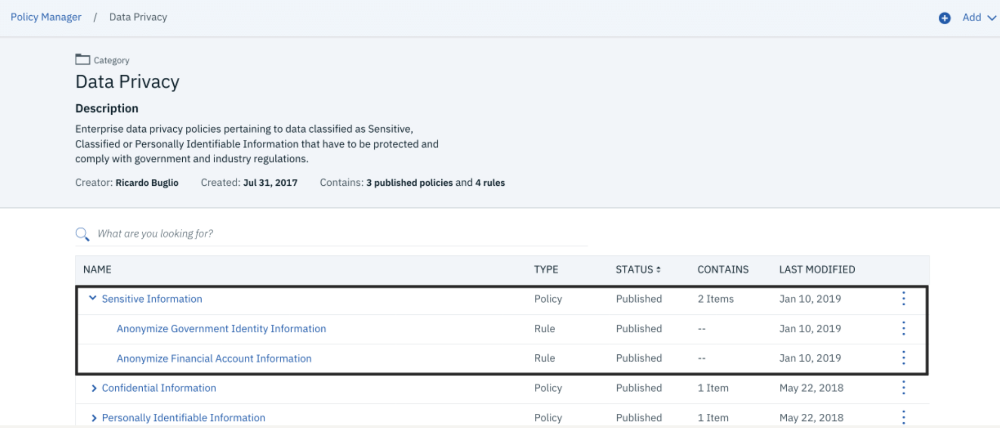 Policy Manager / Data Privacy Add
Category
Data Privacy
Description
Enterprise data privacy policies pertaining to data classified as Sensitive,
Classified or Personally Identifiable Information that have to be protected and
comply with government and industry regulations.
Creator: Ricardo Buglio Created: Jul 31, 2017 Contains: 3 published policies and 4 rules
What are you looking for?
NAME TYPE STATUS CONTAINS LAST MODIFIED
Sensitive Information Policy Published 2 Items Jan 10, 2019
Anonymize Government Identity Information Rule Published -- Jan 10, 2019
Anonymize Financial Account Information Rule Published -- Jan 10, 2019
Confidential Information Policy Published 1 Item May 22, 2018
Personally Identifiable Information Policy Published 1 Item May 22, 2018